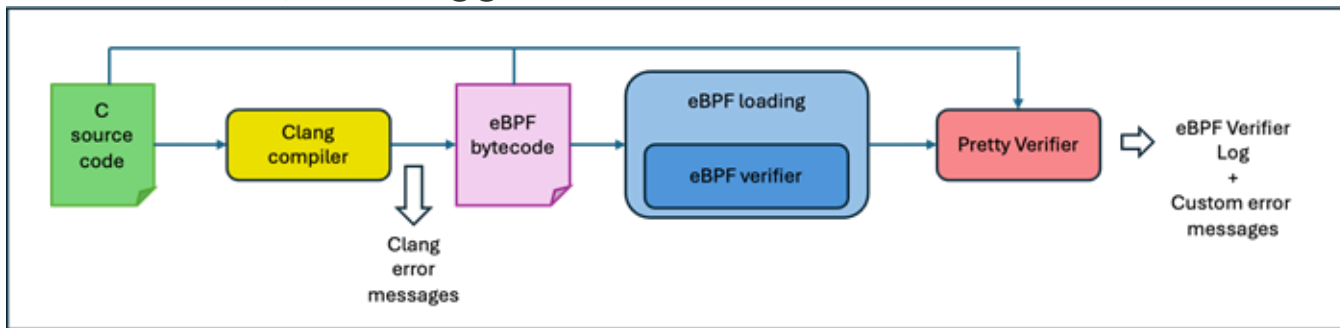 C
source
code
Clang
compiler
Clang
error
messages
eBPF
bytecode
eBPF loading
eBPF verifier
Pretty Verifier
eBPF Verifier
Log
+
Custom error
messages